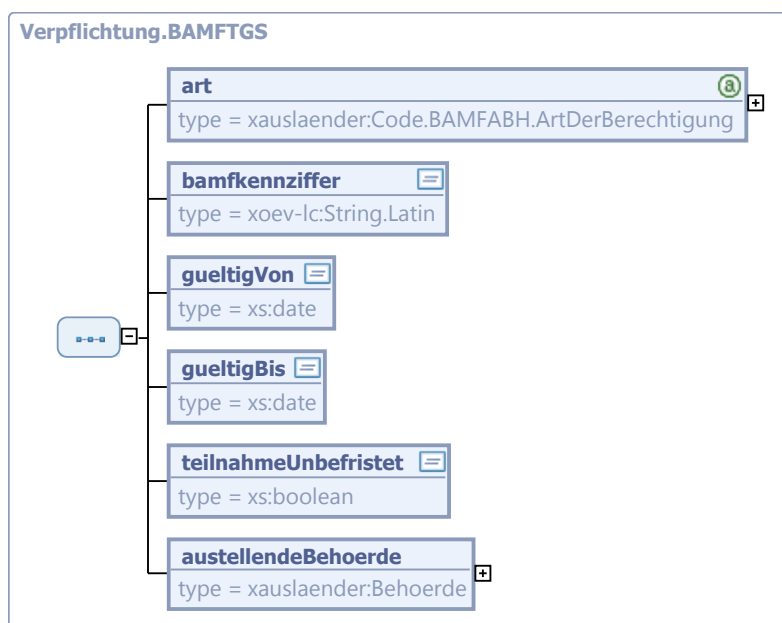 Verpflichtung.BAMFTGS
art
type = xauslaender:Code.BAMFABH.ArtDerBerechtigung
bamfkennziffer
type = xoev-lc:String.Latin
gueltigVon
type = xs:date
gueltigBis
type = xs:date
teilnahmeUnbefristet
type = xs:boolean
austellendeBehoerde
type = xauslaender:Behoerde